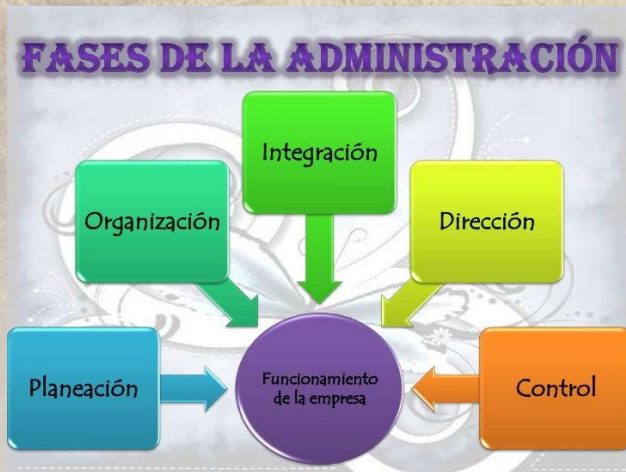 FASES DE LA ADMINISTRACIÓN
Integración
Organización
Dirección
Planeación
Funcionamiento
de la empresa
Control